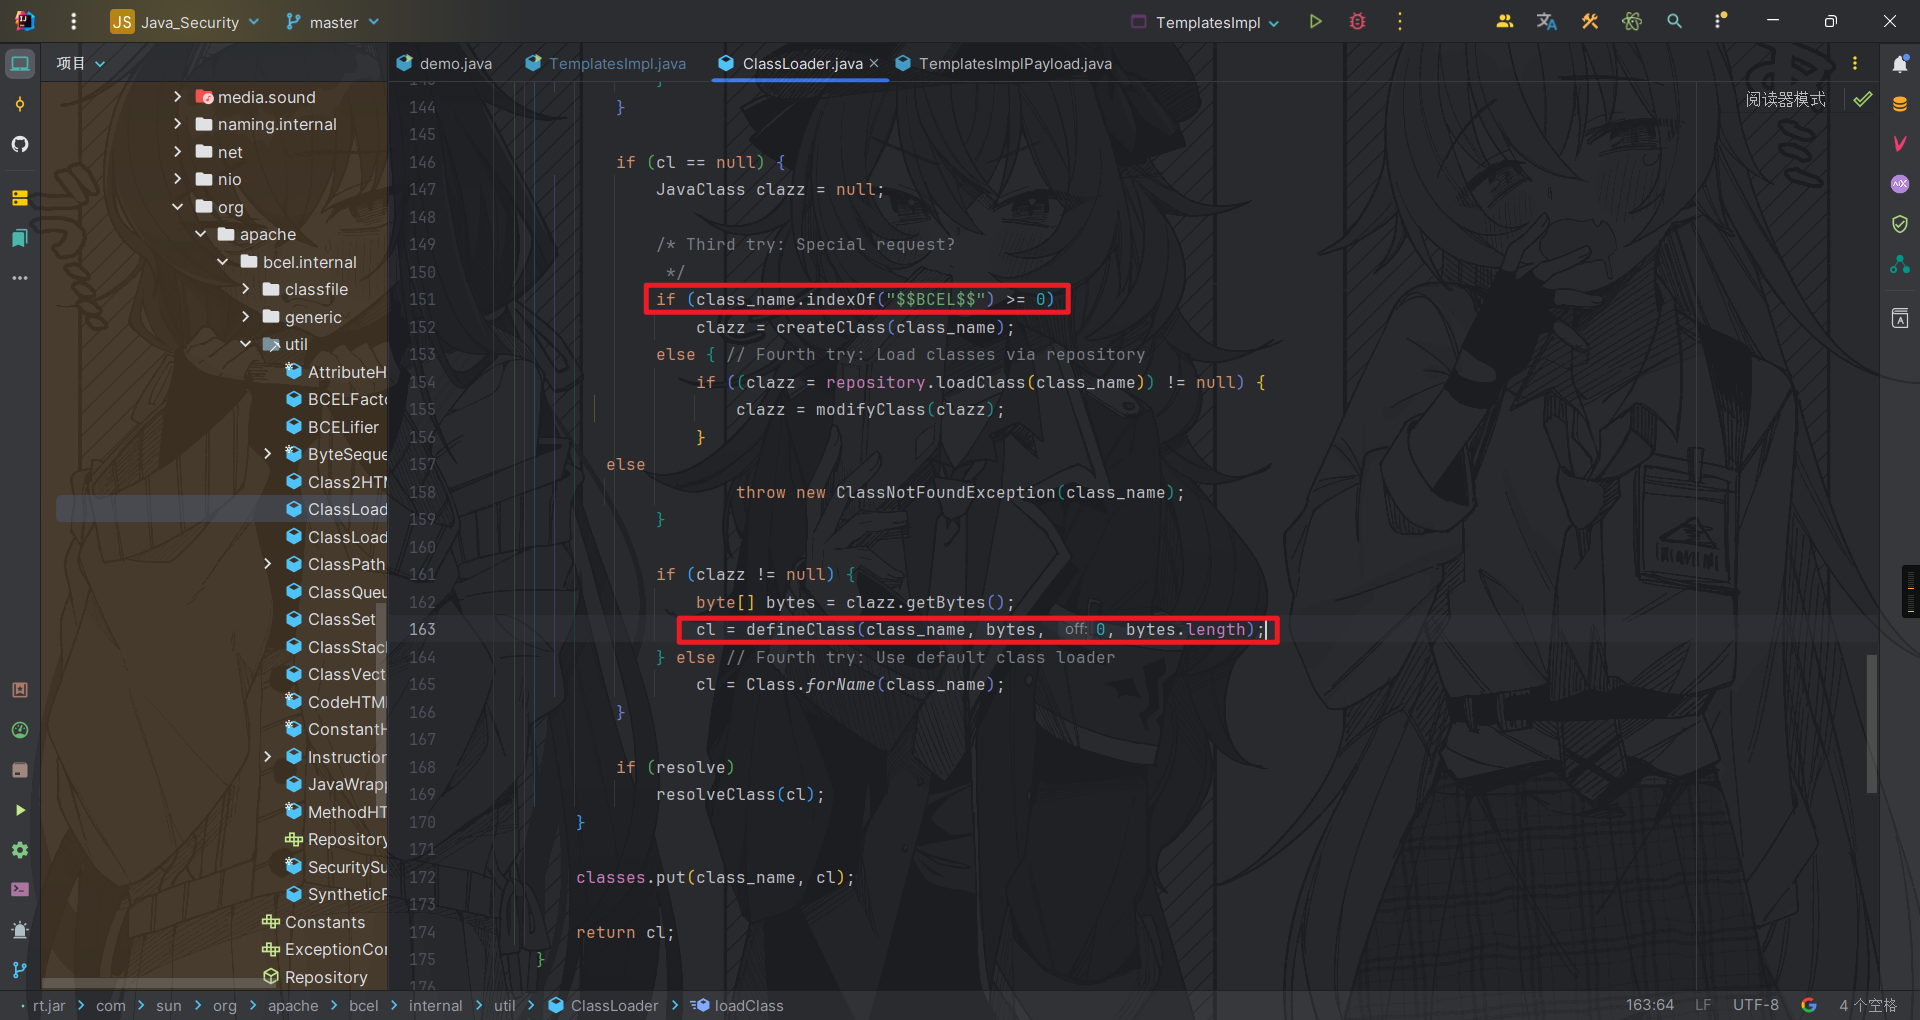 JS Java_Security master TemplatesImpl
项目 demo.java TemplatesImpl.java ClassLoader.java TemplatesImplPayload.java
阅读器模式
media.sound
naming.internal
net
nio
org
apache
bcel.internal
classfile
generic
util
AttributeH
BCELFacto
BCELifier
ByteSeque
Class2HTM
ClassLoad
ClassLoad
ClassPath
ClassQueu
ClassSet
ClassStack
ClassVect
CodeHTML
ConstantH
Instruction
JavaWrapp
MethodHT
Repository
SecuritySu
SyntheticR
Constants
ExceptionCon
Repository
144 }
145
146 if (cl == null) {
147 JavaClass clazz = null;
148
149 /* Third try: Special request?
150 */
151 if (class_name.indexOf("$$BCEL$$") >= 0)
152 clazz = createClass(class_name);
153 else { // Fourth try: Load classes via repository
154 if ((clazz = repository.loadClass(class_name)) != null) {
155 clazz = modifyClass(clazz);
156 }
157 else
158 throw new ClassNotFoundException(class_name);
159 }
160
161 if (clazz != null) {
162 byte[] bytes = clazz.getBytes();
163 cl = defineClass(class_name, bytes, off: 0, bytes.length);
164 } else // Fourth try: Use default class loader
165 cl = Class.forName(class_name);
166 }
167
168 if (resolve)
169 resolveClass(cl);
170 }
171
172 classes.put(class_name, cl);
173
174 return cl;
175 }
176
rt.jar com sun org apache bcel internal util ClassLoader loadClass 163:64 LF UTF-8 4 个空格